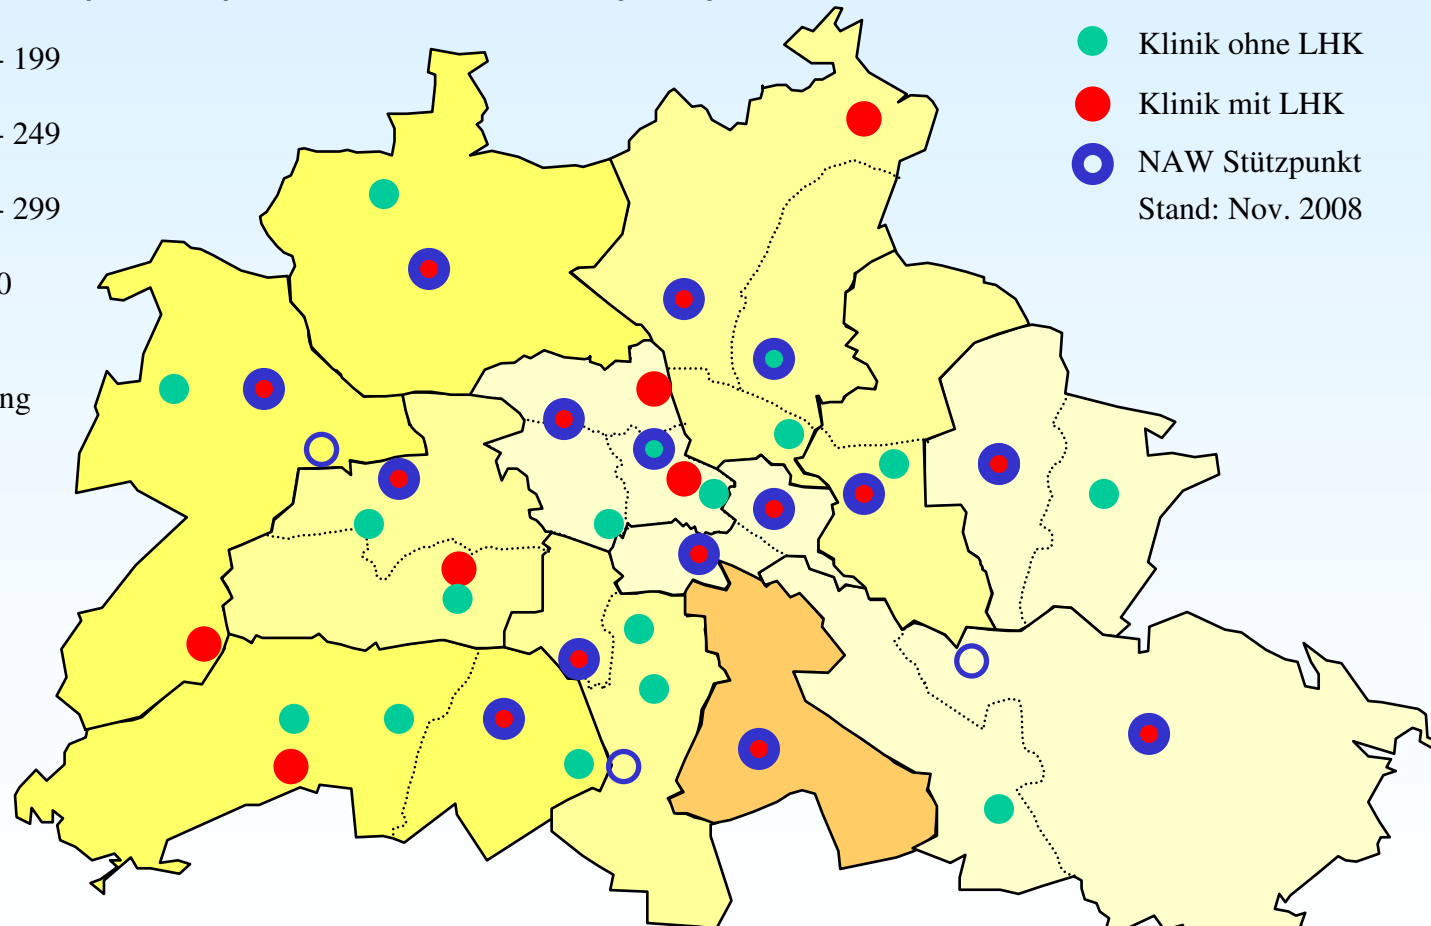 - 199
- 249
- 299
0
ng
Klinik ohne LHK
Klinik mit LHK
NAW Stützpunkt
Stand: Nov. 2008